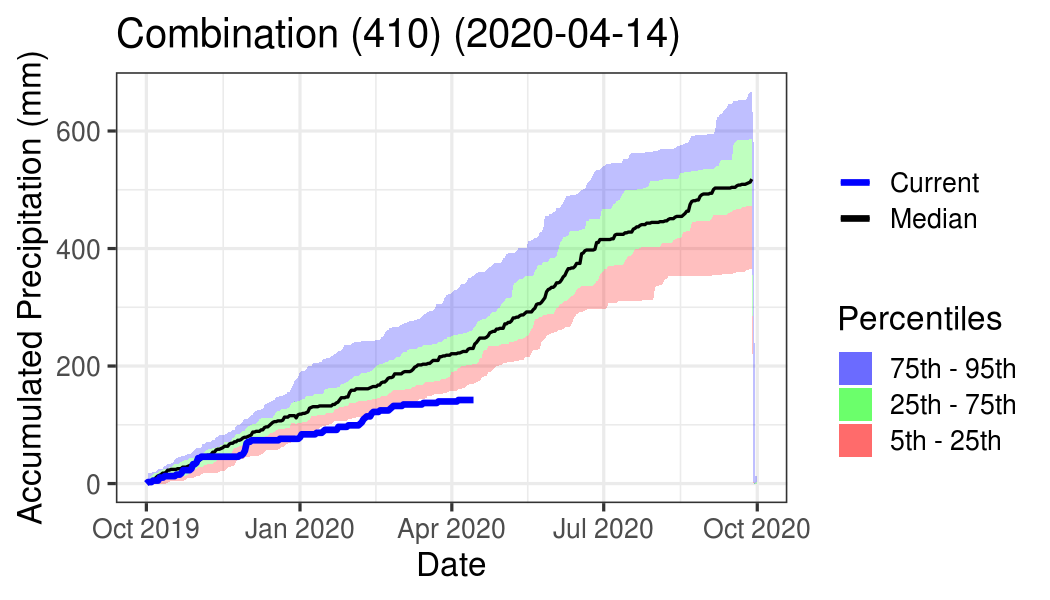 Combination (410) (2020-04-14)
Accumulated Precipitation (mm)
600
400
200
0
Oct 2019
Jan 2020
Apr 2020
Jul 2020
Oct 2020
Date
Current
Median
Percentiles
75th - 95th
25th - 75th
5th - 25th